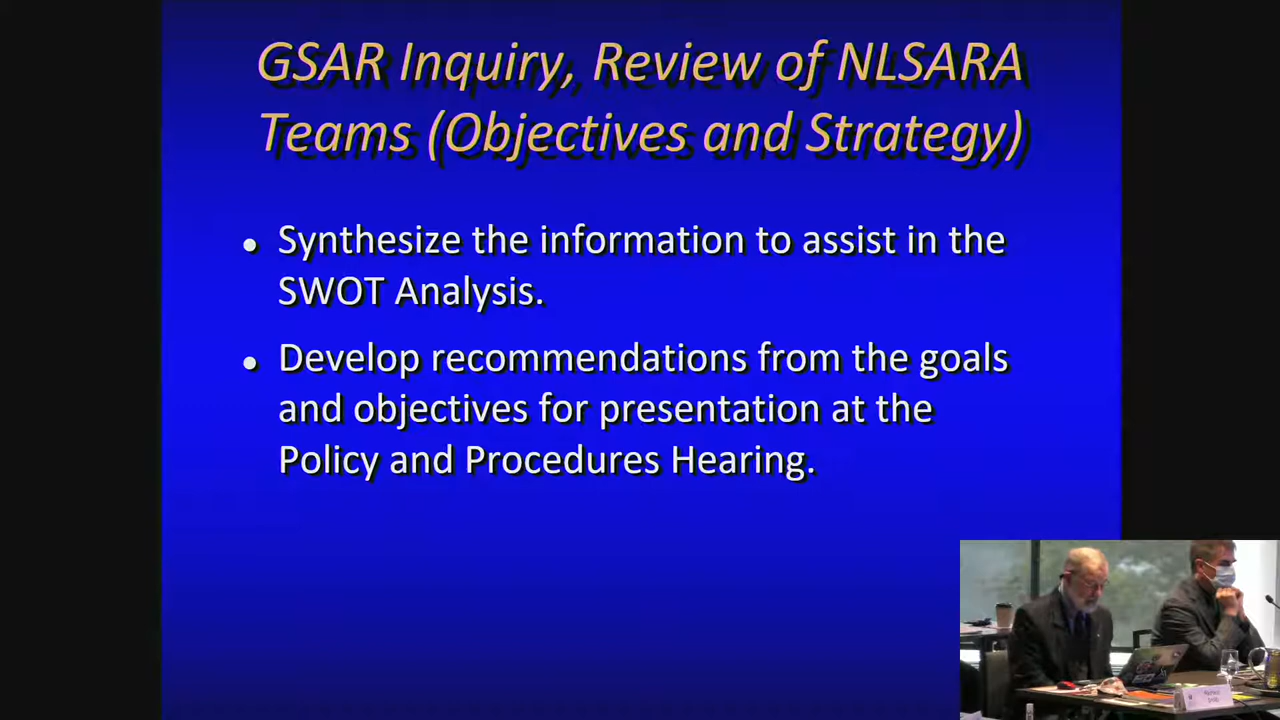 GSAR Inquiry, Review of NLSARA
Teams (Objectives and Strategy)
• Synthesize the information to assist in the
SWOT Analysis.
• Develop recommendations from the goals
and objectives for presentation at the
Policy and Procedures Hearing.